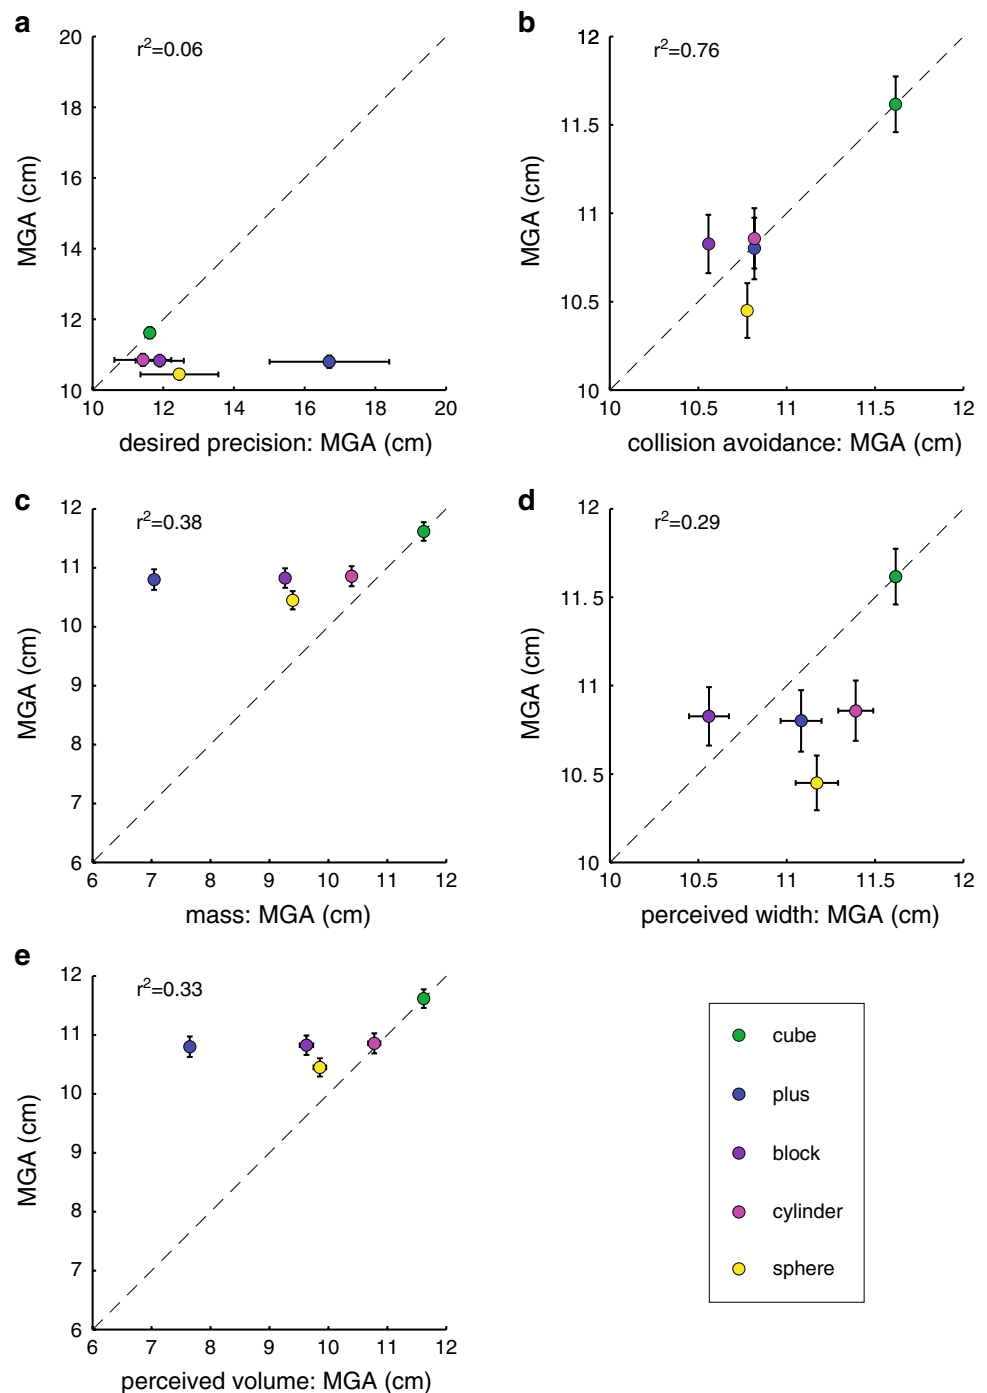 a
r²=0.06
20
18
16
14
12
10
MGA (cm)
10 12 14 16 18 20
desired precision: MGA (cm)
b
r²=0.76
12
11.5
11
10.5
10
MGA (cm)
10 10.5 11 11.5 12
collision avoidance: MGA (cm)
c
r²=0.38
12
11
10
9
8
7
6
MGA (cm)
6 7 8 9 10 11 12
mass: MGA (cm)
d
r²=0.29
12
11.5
11
10.5
10
MGA (cm)
10 10.5 11 11.5 12
perceived width: MGA (cm)
e
r²=0.33
12
11
10
9
8
7
6
MGA (cm)
6 7 8 9 10 11 12
perceived volume: MGA (cm)
cube
plus
block
cylinder
sphere